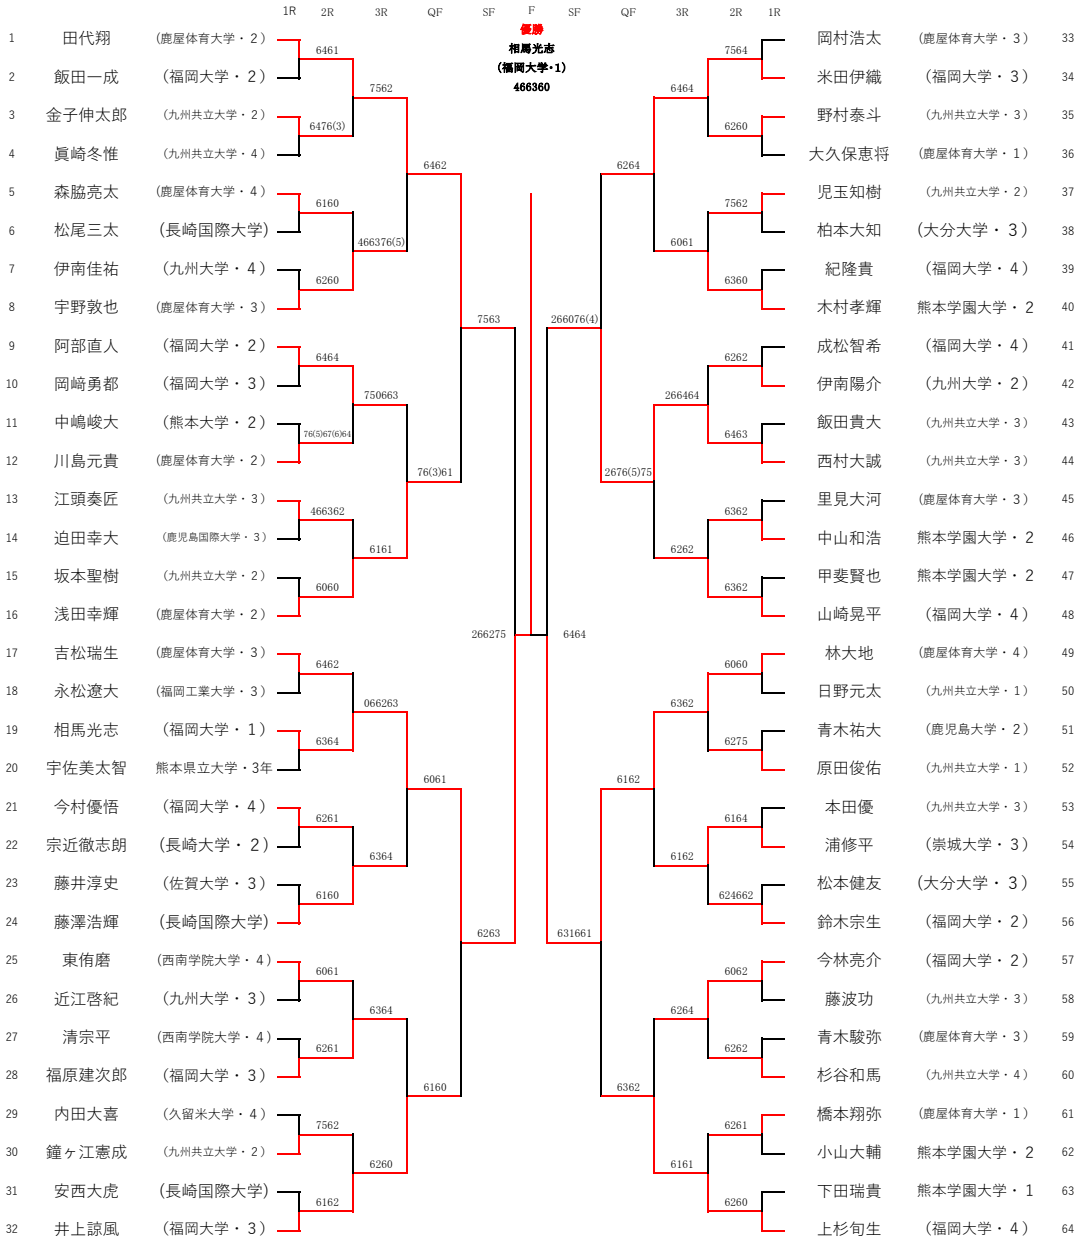 1R 2R 3R QF SF F SF QF 3R 2R 1R
優勝
相馬光志
(福岡大学・1)
466360
1 田代翔 (鹿屋体育大学・2)
6461
2 飯田一成 (福岡大学・2)
7562
3 金子伸太郎 (九州共立大学・2)
6476(3)
4 眞崎冬惟 (九州共立大学・4)
6462
5 森脇亮太 (鹿屋体育大学・4)
6160
6 松尾三太 (長崎国際大学)
466376(5)
7 伊南佳祐 (九州大学・4)
6260
8 宇野敦也 (鹿屋体育大学・3)
7563
9 阿部直人 (福岡大学・2)
6464
10 岡﨑勇都 (福岡大学・3)
750663
11 中嶋峻大 (熊本大学・2)
76(5)67(6)64
12 川島元貴 (鹿屋体育大学・2)
76(3)61
13 江頭奏匠 (九州共立大学・3)
466362
14 迫田幸大 (鹿児島国際大学・3)
6161
15 坂本聖樹 (九州共立大学・2)
6060
16 浅田幸輝 (鹿屋体育大学・2)
266275
17 吉松瑞生 (鹿屋体育大学・3)
6462
18 永松遼大 (福岡工業大学・3)
066263
19 相馬光志 (福岡大学・1)
6364
20 宇佐美太智 熊本県立大学・3年
6061
21 今村優悟 (福岡大学・4)
6261
22 宗近徹志朗 (長崎大学・2)
6364
23 藤井淳史 (佐賀大学・3)
6160
24 藤澤浩輝 (長崎国際大学)
6263
25 東侑磨 (西南学院大学・4)
6061
26 近江啓紀 (九州大学・3)
6364
27 清宗平 (西南学院大学・4)
6261
28 福原建次郎 (福岡大学・3)
6160
29 内田大喜 (久留米大学・4)
7562
30 鐘ヶ江憲成 (九州共立大学・2)
6260
31 安西大虎 (長崎国際大学)
6162
32 井上諒風 (福岡大学・3)
岡村浩太 (鹿屋体育大学・3) 33
7564
米田伊織 (福岡大学・3) 34
6464
野村泰斗 (九州共立大学・3) 35
6260
大久保恵将 (鹿屋体育大学・1) 36
6264
児玉知樹 (九州共立大学・2) 37
7562
柏本大知 (大分大学・3) 38
6061
紀隆貴 (福岡大学・4) 39
6360
木村孝輝 熊本学園大学・2 40
266076(4)
成松智希 (福岡大学・4) 41
6262
伊南陽介 (九州大学・2) 42
266464
飯田貴大 (九州共立大学・3) 43
6463
西村大誠 (九州共立大学・3) 44
2676(5)75
里見大河 (鹿屋体育大学・3) 45
6362
中山和浩 熊本学園大学・2 46
6262
甲斐賢也 熊本学園大学・2 47
6362
山崎晃平 (福岡大学・4) 48
6464
林大地 (鹿屋体育大学・4) 49
6060
日野元太 (九州共立大学・1) 50
6362
青木祐大 (鹿児島大学・2) 51
6275
原田俊佑 (九州共立大学・1) 52
6162
本田優 (九州共立大学・3) 53
6164
浦修平 (崇城大学・3) 54
6162
松本健友 (大分大学・3) 55
624662
鈴木宗生 (福岡大学・2) 56
631661
今林亮介 (福岡大学・2) 57
6062
藤波功 (九州共立大学・3) 58
6264
青木駿弥 (鹿屋体育大学・3) 59
6262
杉谷和馬 (九州共立大学・4) 60
6362
橋本翔弥 (鹿屋体育大学・1) 61
6261
小山大輔 熊本学園大学・2 62
6161
下田瑞貴 熊本学園大学・1 63
6260
上杉旬生 (福岡大学・4) 64